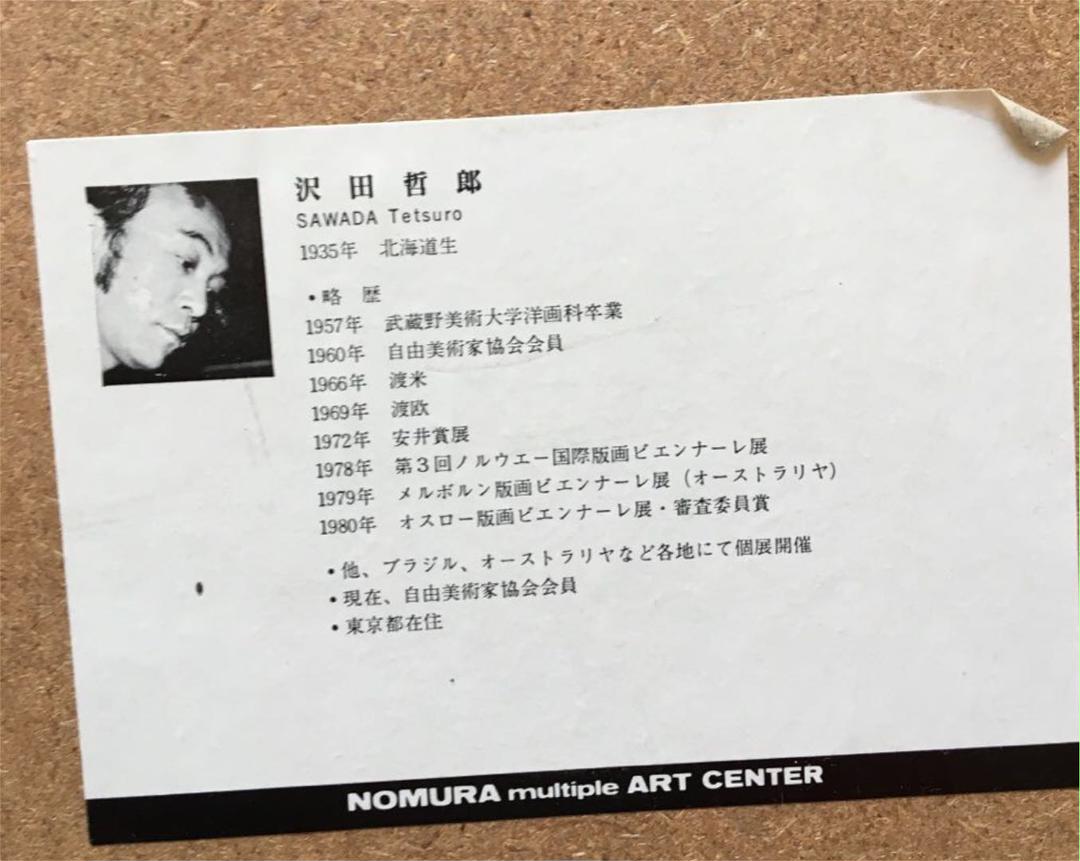 沢田哲郎
SAWADA Tetsuro
1935年 北海道生
・略 歴
1957年 武蔵野美術大学洋画科卒業
1960年 自由美術家協会会員
1966年 渡米
1969年 渡欧
1972年 安井賞展
1978年 第3回ノルウエー国際版画ビエンナーレ展
1979年 メルボルン版画ビエンナーレ展(オーストラリヤ)
1980年 オスロー版画ビエンナーレ展・審査委員賞
・他、ブラジル、オーストラリヤなど各地にて個展開催
・現在、自由美術家協会会員
・東京都在住
NOMURA multiple ART CENTER